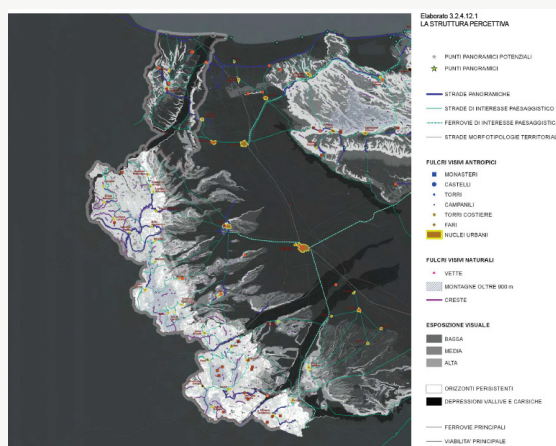 Elaborato 3.2.4.12.1
LA STRUTTURA PERCETTIVA
PUNTI PANORAMICI POTENZIALI
PUNTI PANORAMICI
STRADE PANORAMICHE
STRADE DI INTERESSE PAESAGGISTICO
FERROVIE DI INTERESSE PAESAGGISTICO
STRADE MORFOTIPOLOGIE TERRITORIAL
FULCRI VISIVI ANTROPICI
MONASTERI
CASTELLI
TORRI
CAMPANILI
TORRI COSTIERE
FARI
NUCLEI URBANI
FULCRI VISIVI NATURALI
VETTE
MONTAGNE OLTRE 900 m
CRESTE
ESPOSIZIONE VISUALE
BASSA
MEDIA
ALTA
ORIZZONTI PERSISTENTI
DEPRESSIONI VALLIVE E CARSICHE
FERROVIE PRINCIPALI
VIABILITA' PRINCIPALE